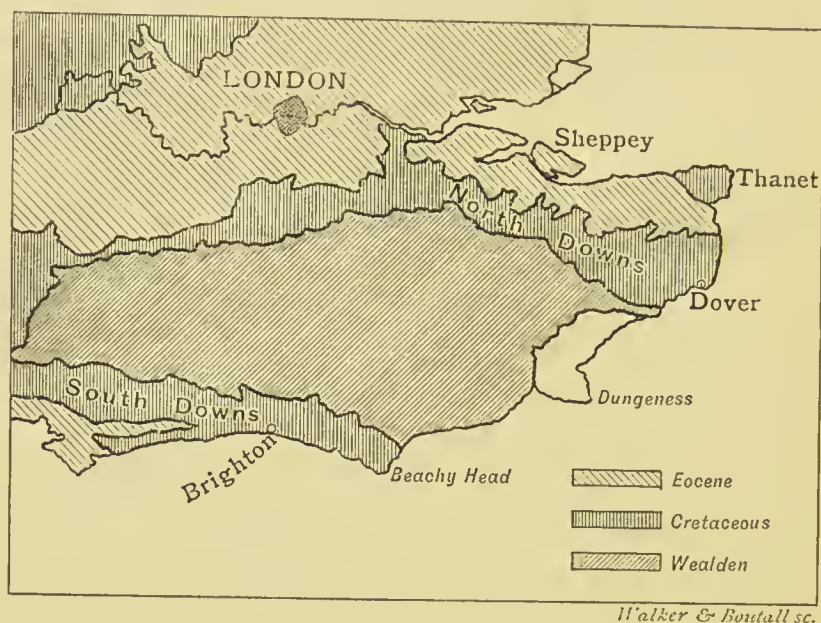 LONDON
Sheppey
Thanet
North Downs
Dover
Dungeness
South Downs
Brighton
Beachy Head
Eocene
Cretaceous
Wealden
Walker & Boutall sc.